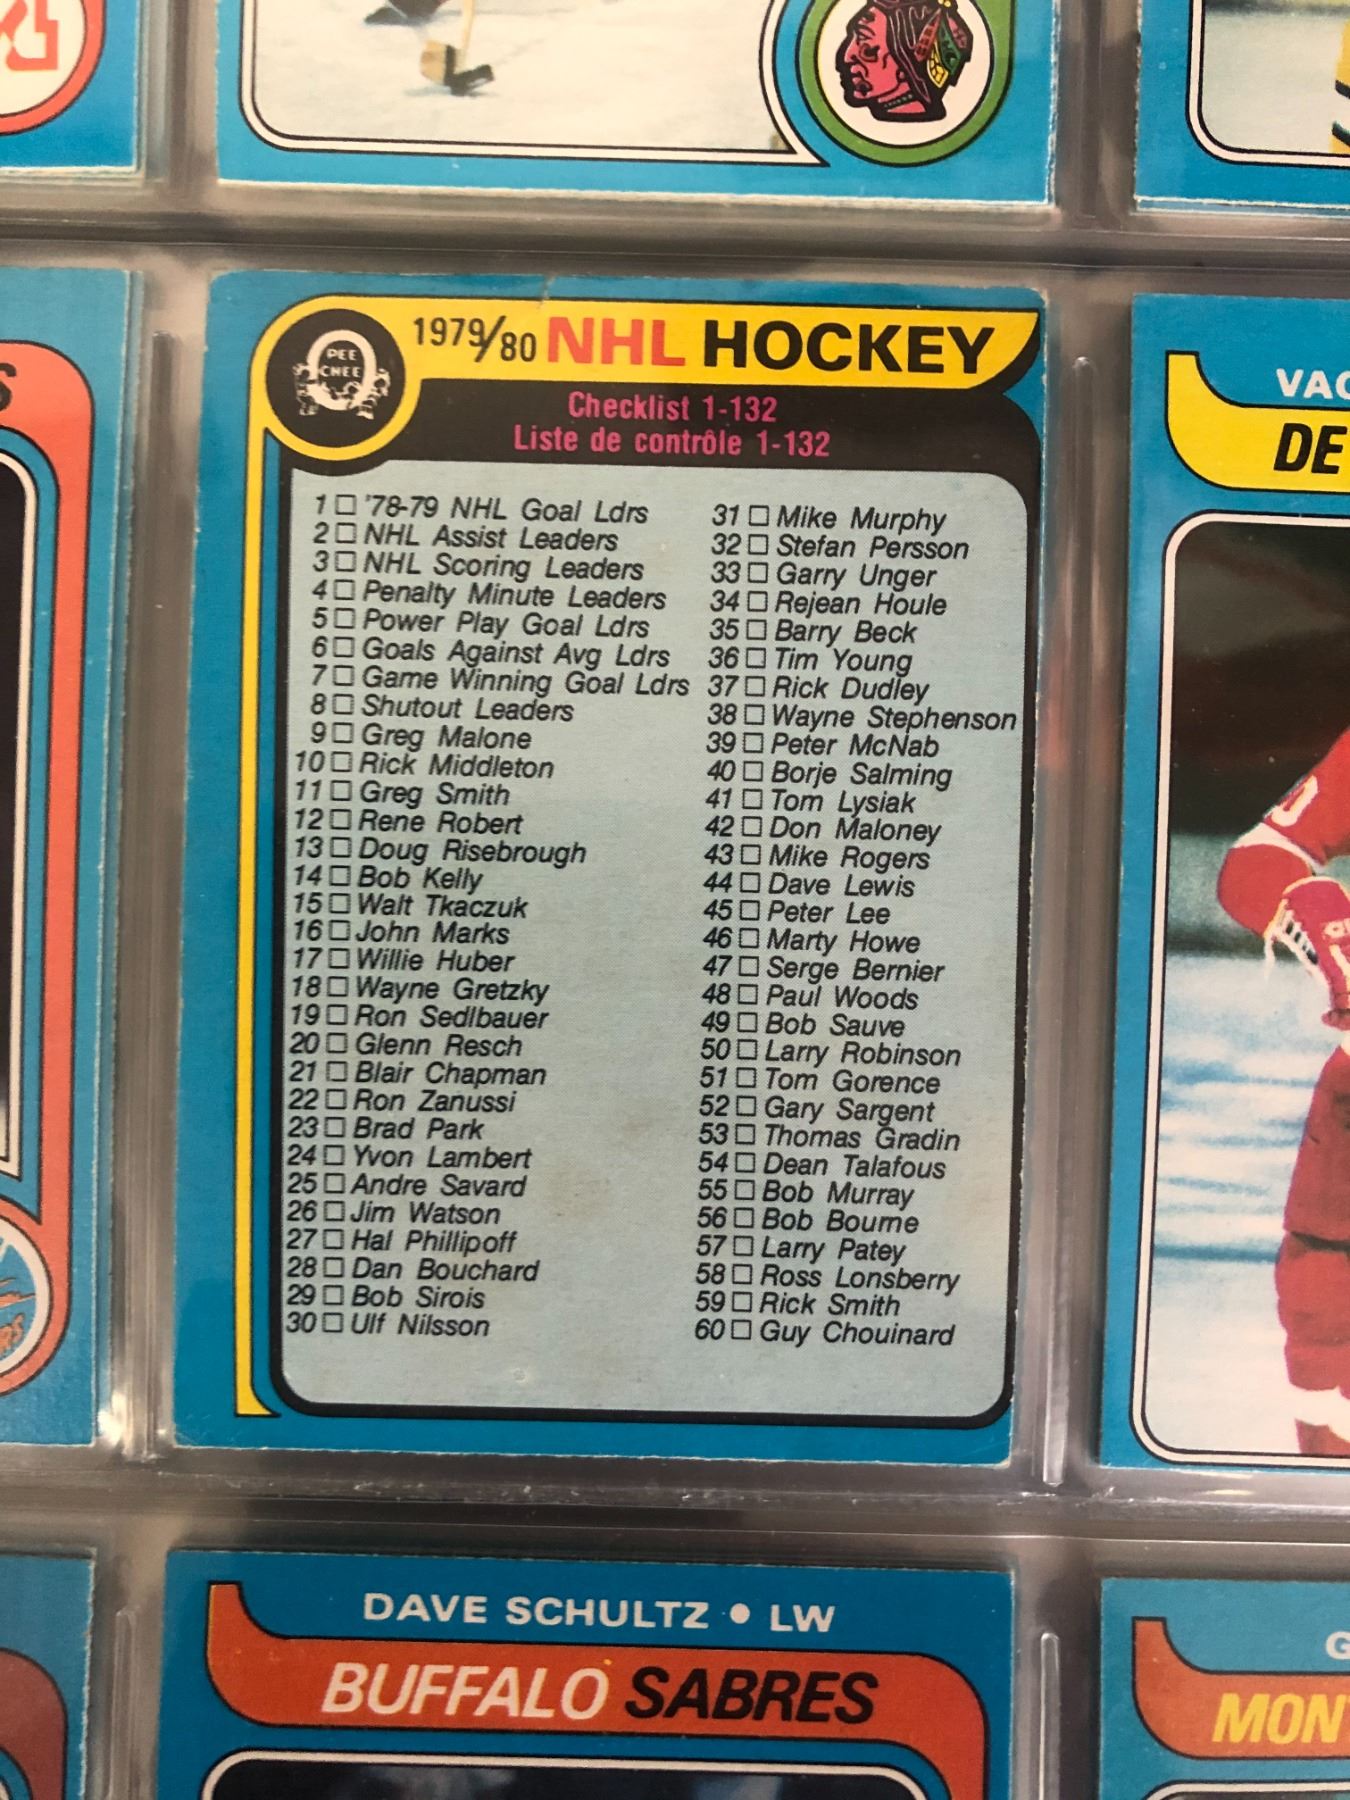 1979/80 NHL HOCKEY
PEE
CHEE
Checklist 1-132
Liste de contrôle 1-132
1 □ '78-79 NHL Goal Ldrs
2 □ NHL Assist Leaders
3 □ NHL Scoring Leaders
4 □ Penalty Minute Leaders
5 □ Power Play Goal Ldrs
6 □ Goals Against Avg Ldrs
7 □ Game Winning Goal Ldrs
8 □ Shutout Leaders
9 □ Greg Malone
10 □ Rick Middleton
11 □ Greg Smith
12 □ Rene Robert
13 □ Doug Risebrough
14 □ Bob Kelly
15 □ Walt Tkaczuk
16 □ John Marks
17 □ Willie Huber
18 □ Wayne Gretzky
19 □ Ron Sedlbauer
20 □ Glenn Resch
21 □ Blair Chapman
22 □ Ron Zanussi
23 □ Brad Park
24 □ Yvon Lambert
25 □ Andre Savard
26 □ Jim Watson
27 □ Hal Phillipoff
28 □ Dan Bouchard
29 □ Bob Sirois
30 □ Ulf Nilsson
31 □ Mike Murphy
32 □ Stefan Persson
33 □ Garry Unger
34 □ Rejean Houle
35 □ Barry Beck
36 □ Tim Young
37 □ Rick Dudley
38 □ Wayne Stephenson
39 □ Peter McNab
40 □ Borje Salming
41 □ Tom Lysiak
42 □ Don Maloney
43 □ Mike Rogers
44 □ Dave Lewis
45 □ Peter Lee
46 □ Marty Howe
47 □ Serge Bernier
48 □ Paul Woods
49 □ Bob Sauve
50 □ Larry Robinson
51 □ Tom Gorence
52 □ Gary Sargent
53 □ Thomas Gradin
54 □ Dean Talafous
55 □ Bob Murray
56 □ Bob Bourne
57 □ Larry Patey
58 □ Ross Lonsberry
59 □ Rick Smith
60 □ Guy Chouinard
VAC
DE
DAVE SCHULTZ • LW
BUFFALO SABRES
G
MON